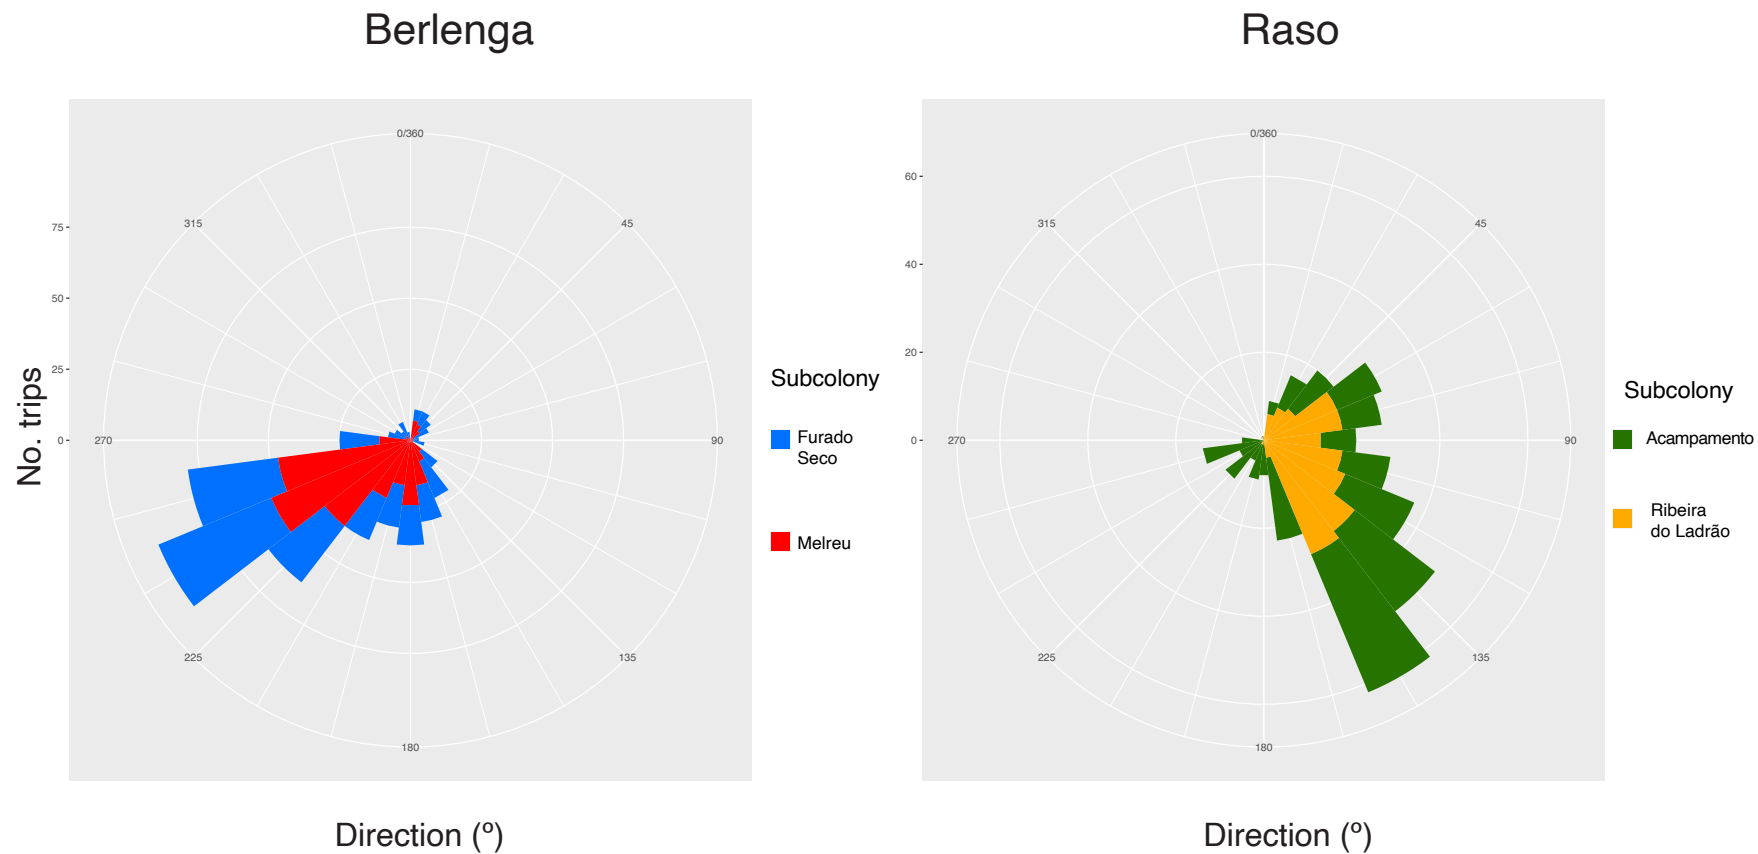 Berlenga
Raso
0/360
45
90
135
180
225
270
315
75
50
25
0
No. trips
Direction (º)
Subcolony
Furado
Seco
Melreu
0/360
45
90
135
180
225
270
315
60
40
20
0
Direction (º)
Subcolony
Acampamento
Ribeira
do Ladrão